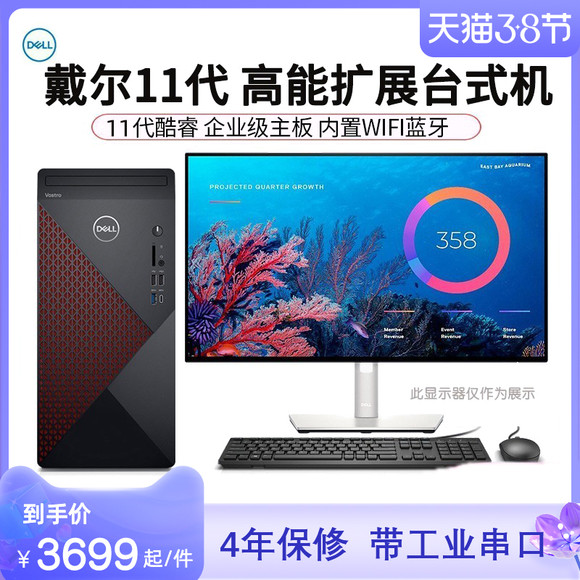 DELL
天猫3.8节
戴尔11代 高能扩展台式机
11代酷睿 企业级主板 内置WIFI蓝牙
Vostro
DELL
EAST BAY AQUARIUM
PROJECTED QUARTER GROWTH
358
Member
Revenue
Event
Revenue
Store
Revenue
DELL
此显示器仅作为展示
到手价
¥3699起/件
4年保修 带工业串口